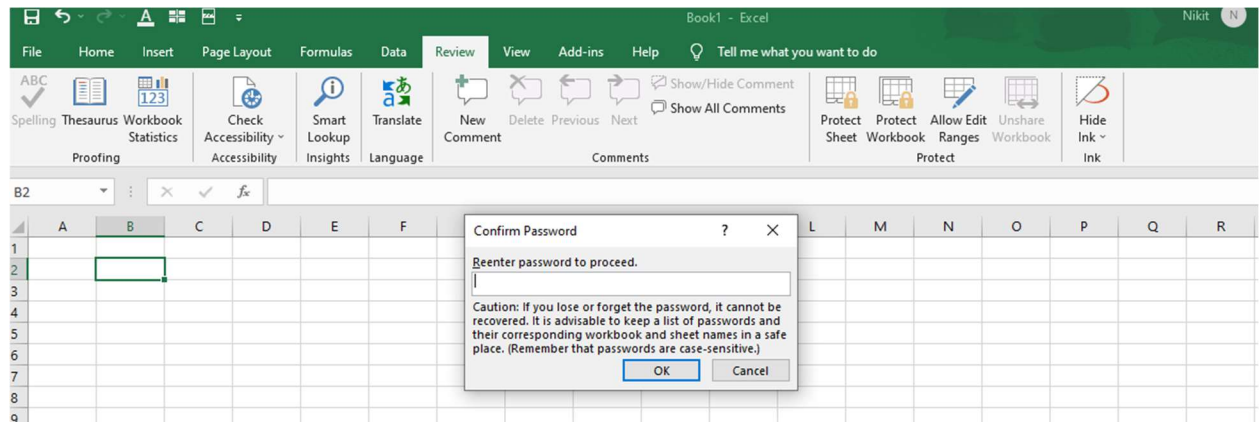 Book1 - Excel
Nikit N
File Home Insert Page Layout Formulas Data Review View Add-ins Help Tell me what you want to do
ABC
Spelling
Thesaurus
123
Workbook
Statistics
Proofing
Check
Accessibility
Accessibility
Smart
Lookup
Insights
aあ
Translate
Language
New
Comment
Delete
Previous
Next
Show/Hide Comment
Show All Comments
Comments
Protect
Sheet
Protect
Workbook
Allow Edit
Ranges
Unshare
Workbook
Protect
Hide
Ink
Ink
B2 fx
A B C D E F L M N O P Q R
1
2
3
4
5
6
7
8
9
Confirm Password ?
Reenter password to proceed.
Caution: If you lose or forget the password, it cannot be
recovered. It is advisable to keep a list of passwords and
their corresponding workbook and sheet names in a safe
place. (Remember that passwords are case-sensitive.)
OK Cancel